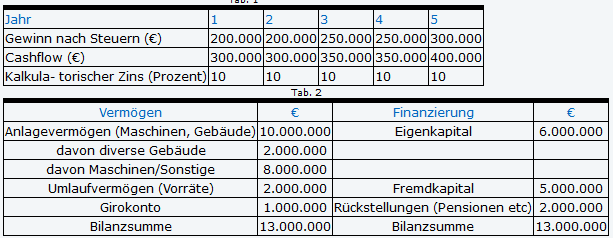 Tab. 1
Jahr 1 2 3 4 5
Gewinn nach Steuern (€) 200.000 200.000 250.000 250.000 300.000
Cashflow (€) 300.000 300.000 350.000 350.000 400.000
Kalkula- torischer Zins (Prozent) 10 10 10 10 10
Tab. 2
Vermögen € Finanzierung €
Anlagevermögen (Maschinen, Gebäude) 10.000.000 Eigenkapital 6.000.000
davon diverse Gebäude 2.000.000
davon Maschinen/Sonstige 8.000.000
Umlaufvermögen (Vorräte) 2.000.000 Fremdkapital 5.000.000
Girokonto 1.000.000 Rückstellungen (Pensionen etc) 2.000.000
Bilanzsumme 13.000.000 Bilanzsumme 13.000.000